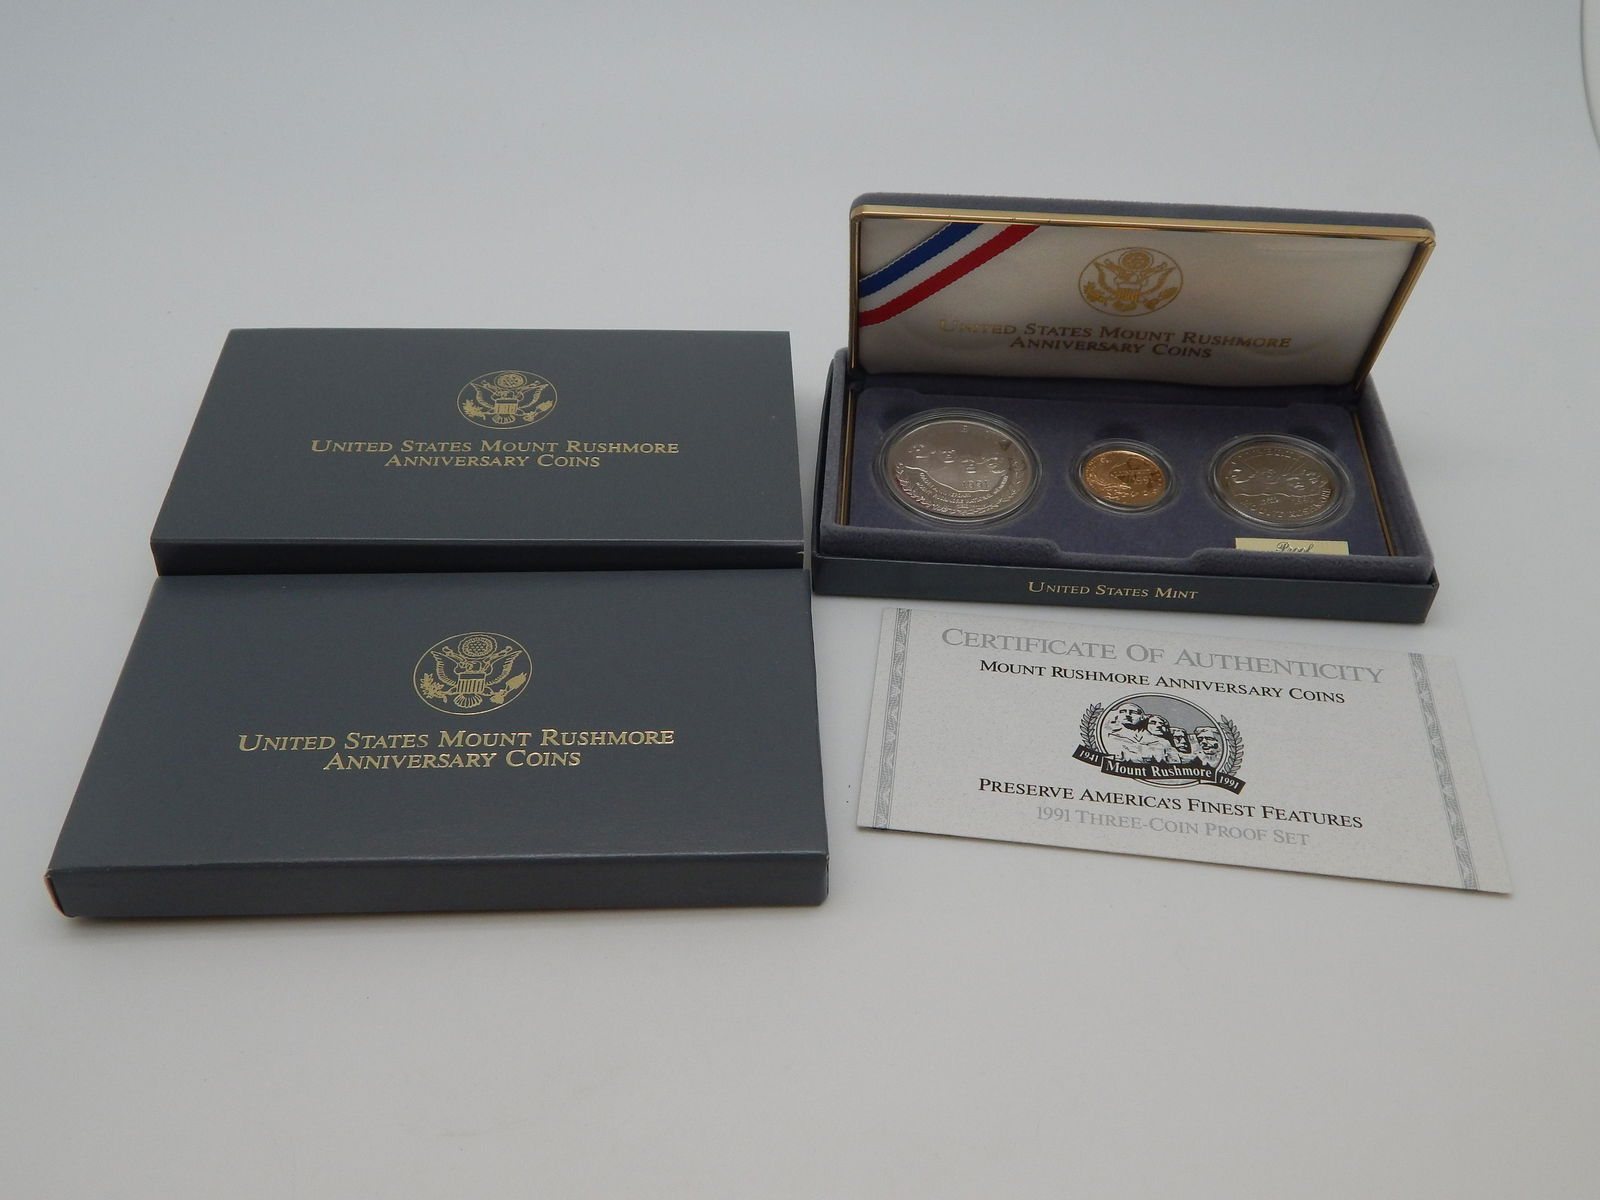 UNITED STATES MOUNT RUSHMORE
ANNIVERSARY COINS
UNITED STATES MOUNT RUSHMORE
ANNIVERSARY COINS
UNITED STATES MOUNT RUSHMORE
ANNIVERSARY COINS
1991
Proof
UNITED STATES MINT
CERTIFICATE OF AUTHENTICITY
MOUNT RUSHMORE ANNIVERSARY COINS
1941 Mount Rushmore 1991
PRESERVE AMERICA'S FINEST FEATURES
1991 THREE-COIN PROOF SET